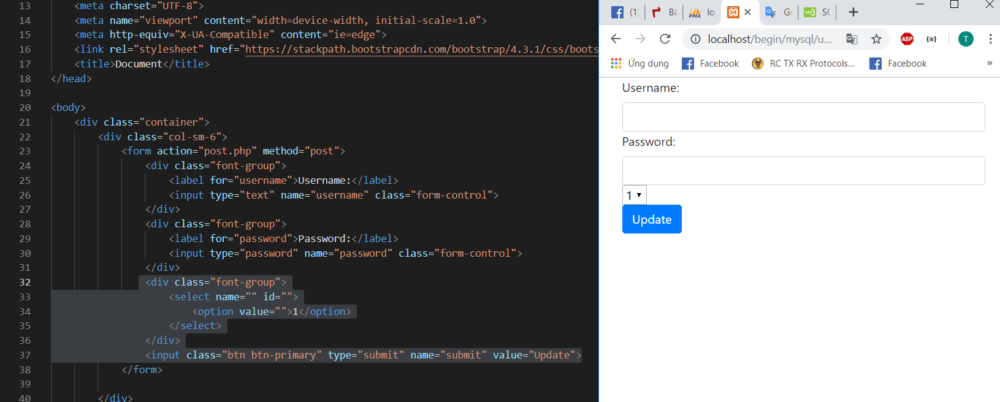 13 <meta charset="UTF-8">
14 <meta name="viewport" content="width=device-width, initial-scale=1.0">
15 <meta http-equiv="X-UA-Compatible" content="ie=edge">
16 <link rel="stylesheet" href="https://stackpath.bootstrapcdn.com/bootstrap/4.3.1/css/boots
17 <title>Document</title>
18 </head>
19
20 <body>
21 <div class="container">
22 <div class="col-sm-6">
23 <form action="post.php" method="post">
24 <div class="font-group">
25 <label for="username">Username:</label>
26 <input type="text" name="username" class="form-control">
27 </div>
28 <div class="font-group">
29 <label for="password">Password:</label>
30 <input type="password" name="password" class="form-control">
31 </div>
32 <div class="font-group">
33 <select name="" id="">
34 <option value="">1</option>
35 </select>
36 </div>
37 <input class="btn btn-primary" type="submit" name="submit" value="Update">
38 </form>
39
40 </div>
(1) Bà lo G SC
localhost/begin/mysql/u... ABP T
Ứng dụng Facebook RC TX RX Protocols... Facebook »
Username:
Password:
1
Update